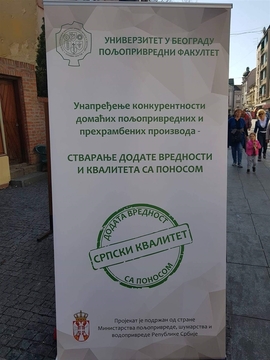 УНИВЕРЗИТЕТ У БЕОГРАДУ
ПОЉОПРИВРЕДНИ ФАКУЛТЕТ
Унапређење конкурентности
домаћих пољопривредних и
прехрамбених производа -
СТВАРАЊЕ ДОДАТЕ ВРЕДНОСТИ
И КВАЛИТЕТА СА ПОНОСОМ
ДОДАТА ВРЕДНОСТ
СРПСКИ КВАЛИТЕТ
СА ПОНОСОМ
Пројекат је подржан од стране
Министарства пољопривреде, шумарства и
водопривреде Републике Србије